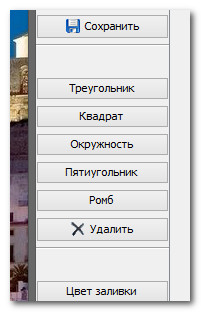 Сохранить
Треугольник
Квадрат
Окружность
Пятиугольник
Ромб
Удалить
Цвет заливки